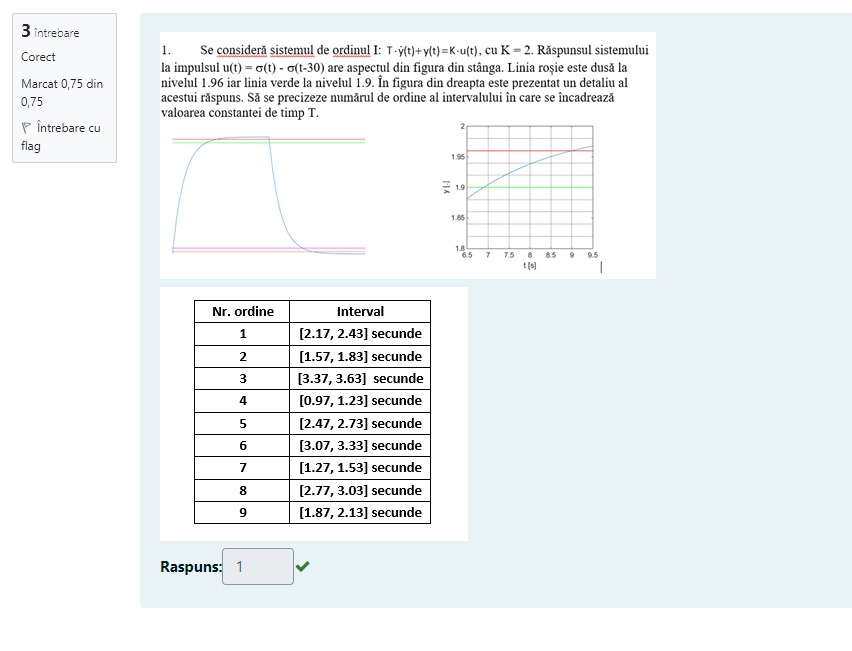 3 întrebare
Corect
Marcat 0,75 din
0,75
Întrebare cu
flag
1. Se consideră sistemul de ordinul I: T·ẏ(t)+y(t)=K·u(t), cu K = 2. Răspunsul sistemului
la impulsul u(t) = σ(t) - σ(t-30) are aspectul din figura din stânga. Linia roșie este dusă la
nivelul 1.96 iar linia verde la nivelul 1.9. În figura din dreapta este prezentat un detaliu al
acestui răspuns. Să se precizeze numărul de ordine al intervalului în care se încadrează
valoarea constantei de timp T.
2
1.95
1.9
1.85
1.8
y [.]
6.5 7 7.5 8 8.5 9 9.5
t [s]
Nr. ordine Interval
1 [2.17, 2.43] secunde
2 [1.57, 1.83] secunde
3 [3.37, 3.63] secunde
4 [0.97, 1.23] secunde
5 [2.47, 2.73] secunde
6 [3.07, 3.33] secunde
7 [1.27, 1.53] secunde
8 [2.77, 3.03] secunde
9 [1.87, 2.13] secunde
Raspuns: 1